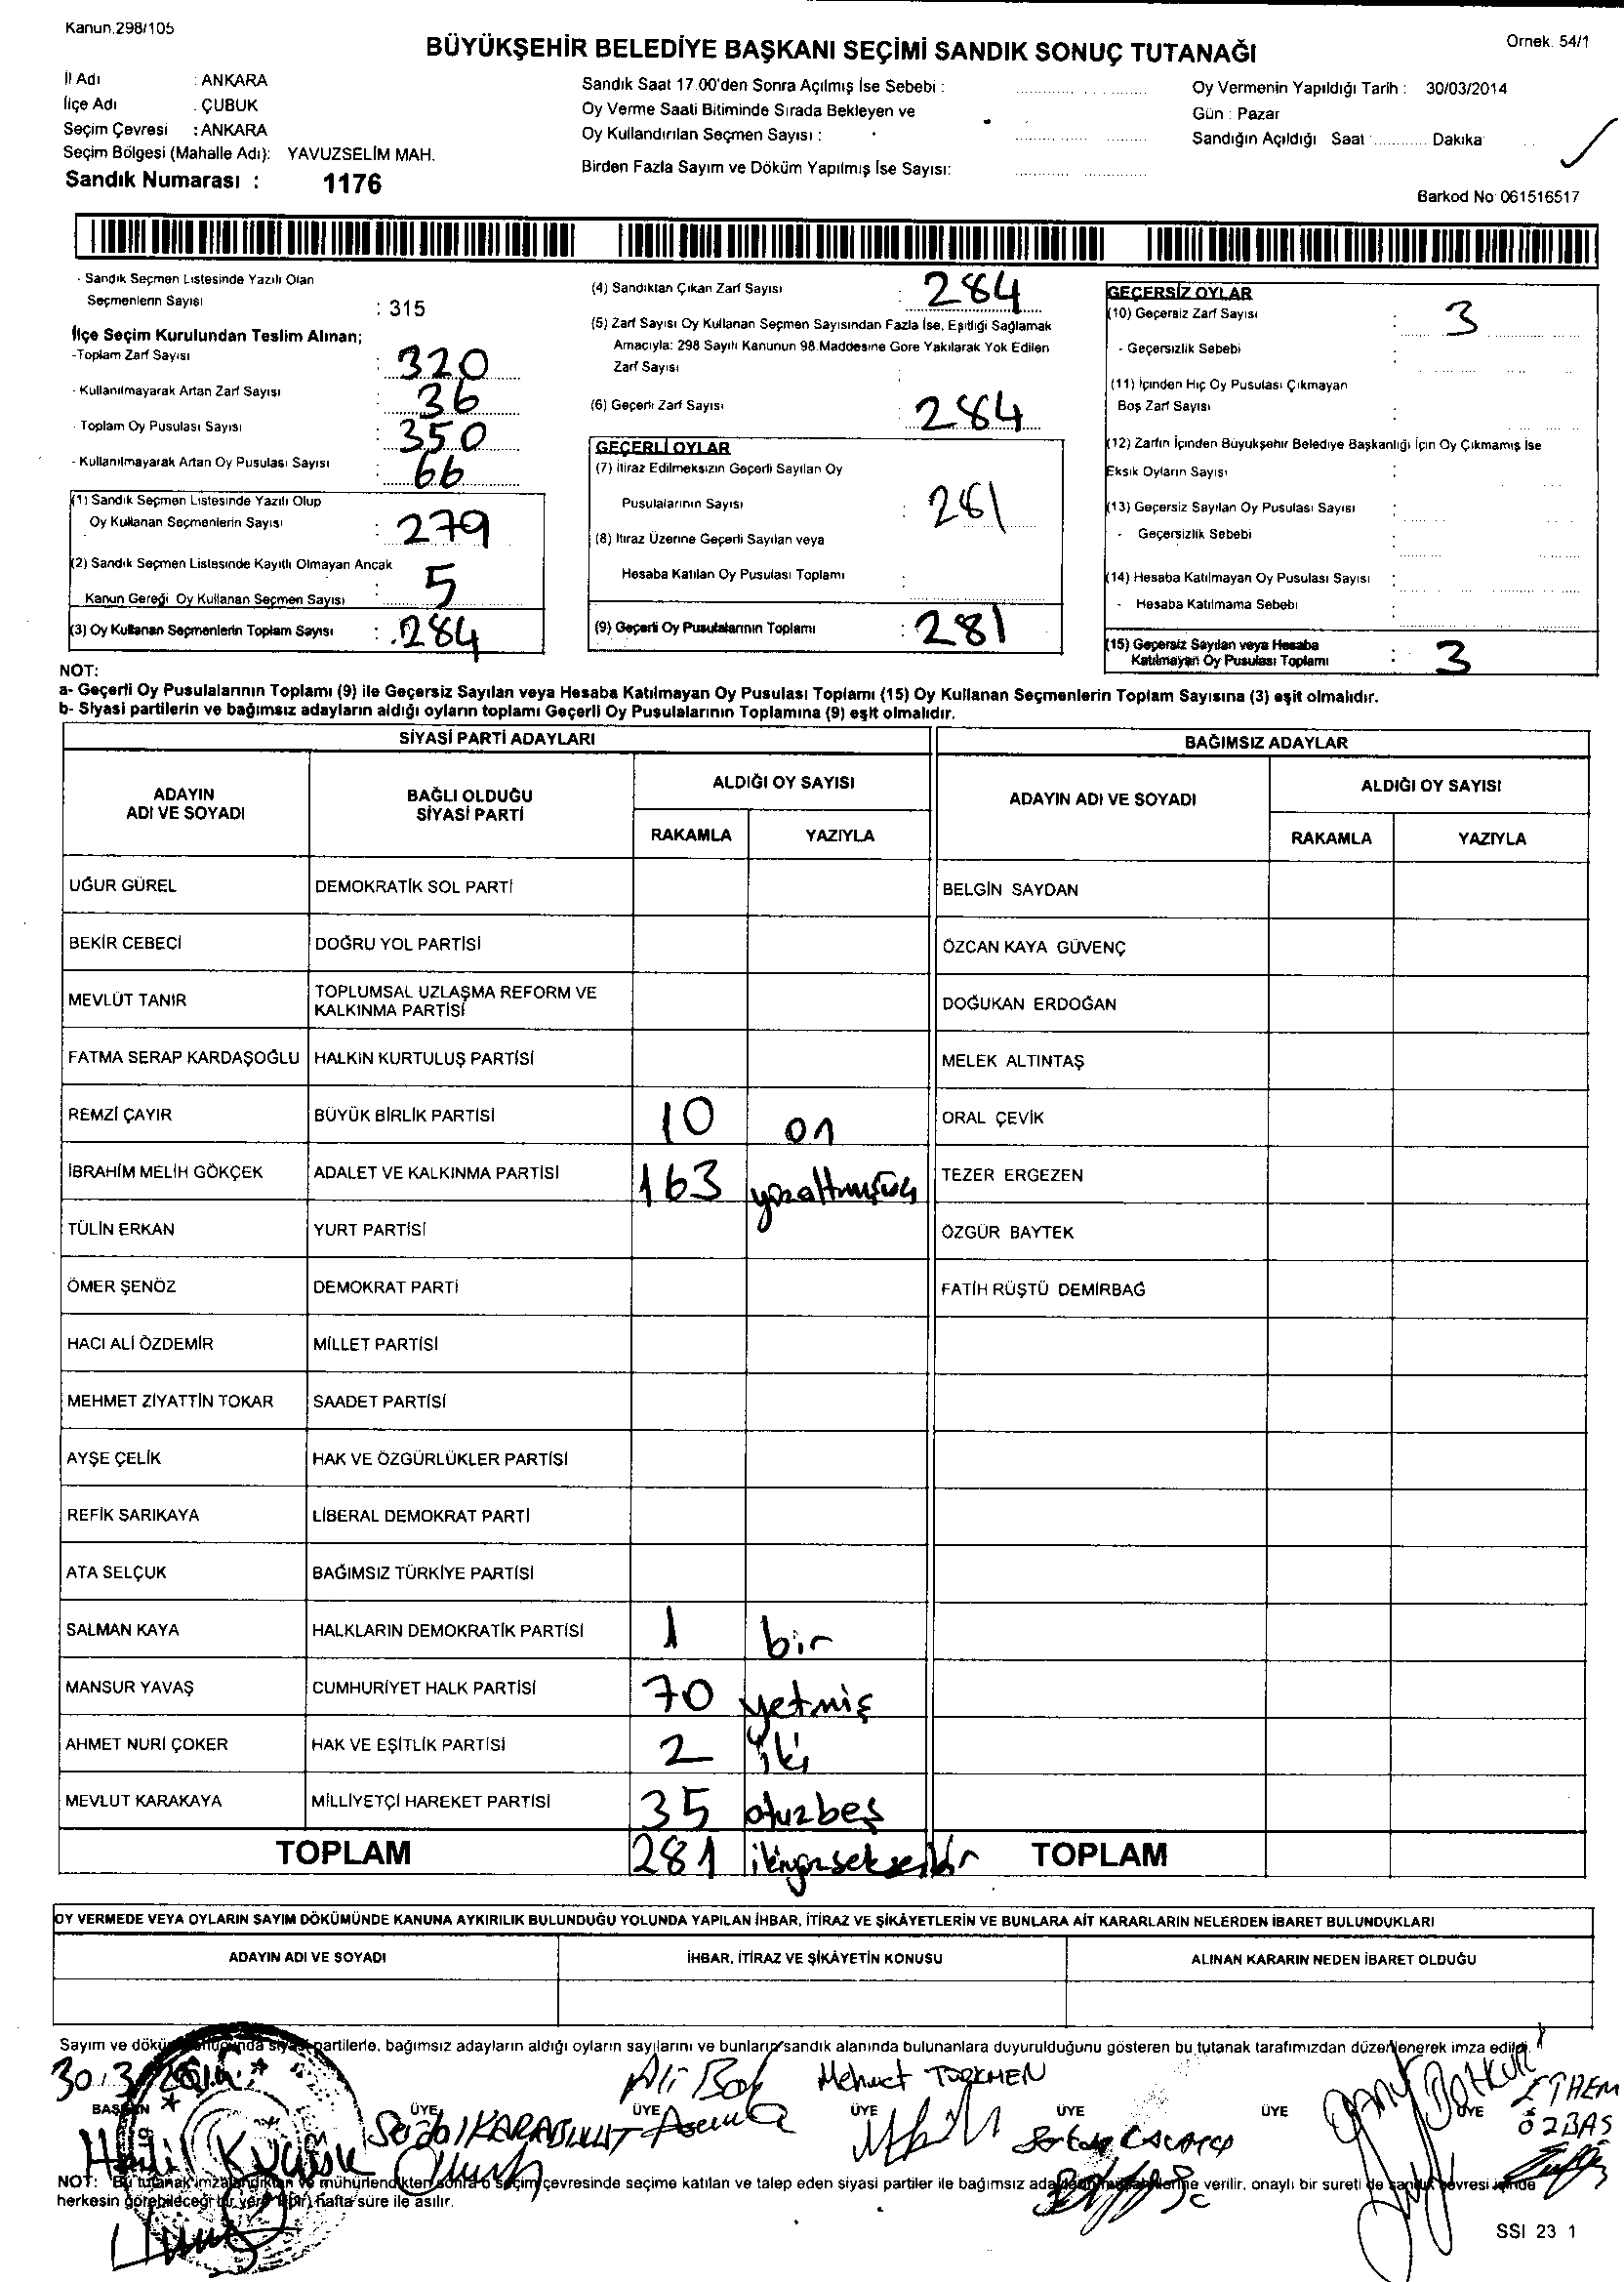 Kanun.298/105
Örnek. 54/1
BÜYÜKŞEHİR BELEDİYE BAŞKANI SEÇİMİ SANDIK SONUÇ TUTANAĞI
İl Adı : ANKARA
İlçe Adı : ÇUBUK
Seçim Çevresi : ANKARA
Seçim Bölgesi (Mahalle Adı): YAVUZSELİM MAH.
Sandık Numarası : 1176
Sandık Saat 17.00'den Sonra Açılmış İse Sebebi :
Oy Verme Saati Bitiminde Sırada Bekleyen ve
Oy Kullandırılan Seçmen Sayısı :
Birden Fazla Sayım ve Döküm Yapılmış İse Sayısı:
Oy Vermenin Yapıldığı Tarih : 30/03/2014
Gün : Pazar
Sandığın Açıldığı Saat :............ Dakika
Barkod No: 061516517
- Sandık Seçmen Listesinde Yazılı Olan
Seçmenlerin Sayısı : 315
İlçe Seçim Kurulundan Teslim Alınan;
-Toplam Zarf Sayısı : 320
- Kullanılmayarak Artan Zarf Sayısı : 36
- Toplam Oy Pusulası Sayısı : 350
- Kullanılmayarak Artan Oy Pusulası Sayısı : 66
(1) Sandık Seçmen Listesinde Yazılı Olup
Oy Kullanan Seçmenlerin Sayısı : 279
(2) Sandık Seçmen Listesinde Kayıtlı Olmayan Ancak
Kanun Gereği Oy Kullanan Seçmen Sayısı : 5
(3) Oy Kullanan Seçmenlerin Toplam Sayısı : 284
(4) Sandıktan Çıkan Zarf Sayısı : 284
(5) Zarf Sayısı Oy Kullanan Seçmen Sayısından Fazla İse, Eşitliği Sağlamak
Amacıyla: 298 Sayılı Kanunun 98.Maddesine Göre Yakılarak Yok Edilen
Zarf Sayısı :
(6) Geçerli Zarf Sayısı : 284
GEÇERLİ OYLAR
(7) İtiraz Edilmeksizin Geçerli Sayılan Oy
Pusulalarının Sayısı : 281
(8) İtiraz Üzerine Geçerli Sayılan veya
Hesaba Katılan Oy Pusulası Toplamı :
(9) Geçerli Oy Pusulalarının Toplamı : 281
GEÇERSİZ OYLAR
(10) Geçersiz Zarf Sayısı : 3
- Geçersizlik Sebebi :
(11) İçinden Hiç Oy Pusulası Çıkmayan
Boş Zarf Sayısı :
(12) Zarfın İçinden Büyükşehir Belediye Başkanlığı İçin Oy Çıkmamış İse
Eksik Oyların Sayısı :
(13) Geçersiz Sayılan Oy Pusulası Sayısı :
- Geçersizlik Sebebi :
(14) Hesaba Katılmayan Oy Pusulası Sayısı :
- Hesaba Katılmama Sebebi :
(15) Geçersiz Sayılan veya Hesaba
Katılmayan Oy Pusulası Toplamı : 3
NOT:
a- Geçerli Oy Pusulalarının Toplamı (9) ile Geçersiz Sayılan veya Hesaba Katılmayan Oy Pusulası Toplamı (15) Oy Kullanan Seçmenlerin Toplam Sayısına (3) eşit olmalıdır.
b- Siyasi partilerin ve bağımsız adayların aldığı oyların toplamı Geçerli Oy Pusulalarının Toplamına (9) eşit olmalıdır.
SİYASİ PARTİ ADAYLARI
BAĞIMSIZ ADAYLAR
ADAYIN ADI VE SOYADI
BAĞLI OLDUĞU SİYASİ PARTİ
ALDIĞI OY SAYISI
RAKAMLA YAZIYLA
ADAYIN ADI VE SOYADI
ALDIĞI OY SAYISI
RAKAMLA YAZIYLA
UĞUR GÜREL DEMOKRATİK SOL PARTİ BELGİN SAYDAN
BEKİR CEBECİ DOĞRU YOL PARTİSİ ÖZCAN KAYA GÜVENÇ
MEVLÜT TANIR TOPLUMSAL UZLAŞMA REFORM VE KALKINMA PARTİSİ DOĞUKAN ERDOĞAN
FATMA SERAP KARDAŞOĞLU HALKIN KURTULUŞ PARTİSİ MELEK ALTINTAŞ
REMZİ ÇAYIR BÜYÜK BİRLİK PARTİSİ 10 on ORAL ÇEVİK
İBRAHİM MELİH GÖKÇEK ADALET VE KALKINMA PARTİSİ 163 yüzaltmışüç TEZER ERGEZEN
TÜLİN ERKAN YURT PARTİSİ ÖZGÜR BAYTEK
ÖMER ŞENÖZ DEMOKRAT PARTİ FATİH RÜŞTÜ DEMİRBAĞ
HACI ALİ ÖZDEMİR MİLLET PARTİSİ
MEHMET ZİYATTİN TOKAR SAADET PARTİSİ
AYŞE ÇELİK HAK VE ÖZGÜRLÜKLER PARTİSİ
REFİK SARIKAYA LİBERAL DEMOKRAT PARTİ
ATA SELÇUK BAĞIMSIZ TÜRKİYE PARTİSİ
SALMAN KAYA HALKLARIN DEMOKRATİK PARTİSİ 1 bir
MANSUR YAVAŞ CUMHURİYET HALK PARTİSİ 70 yetmiş
AHMET NURİ ÇOKER HAK VE EŞİTLİK PARTİSİ 2 iki
MEVLUT KARAKAYA MİLLİYETÇİ HAREKET PARTİSİ 35 otuzbeş
TOPLAM 281 ikiyüzseksenbir TOPLAM
OY VERMEDE VEYA OYLARIN SAYIM DÖKÜMÜNDE KANUNA AYKIRILIK BULUNDUĞU YOLUNDA YAPILAN İHBAR, İTİRAZ VE ŞİKÂYETLERİN VE BUNLARA AİT KARARLARIN NELERDEN İBARET BULUNDUKLARI
ADAYIN ADI VE SOYADI İHBAR, İTİRAZ VE ŞİKÂYETİN KONUSU ALINAN KARARIN NEDEN İBARET OLDUĞU
Sayım ve döküm sonucunda siyasi partilerle, bağımsız adayların aldığı oyların sayılarını ve bunların sandık alanında bulunanlara duyurulduğunu gösteren bu tutanak tarafımızdan düzenlenerek imza edildi.
30.3.2014
Mehmet TÜRKMEN
BAŞKAN ÜYE ÜYE ÜYE ÜYE ÜYE ÜYE
KARABULUT
ETHEM
ÖZBAŞ
NOT: Bu tutanak imzalandıktan ve mühürlendikten sonra o seçim çevresinde seçime katılan ve talep eden siyasi partiler ile bağımsız adayların verilir, onaylı bir sureti de sandık çevresi içinde
herkesin görebileceği bir yere (bir) hafta süre ile asılır.
SSI 23 1